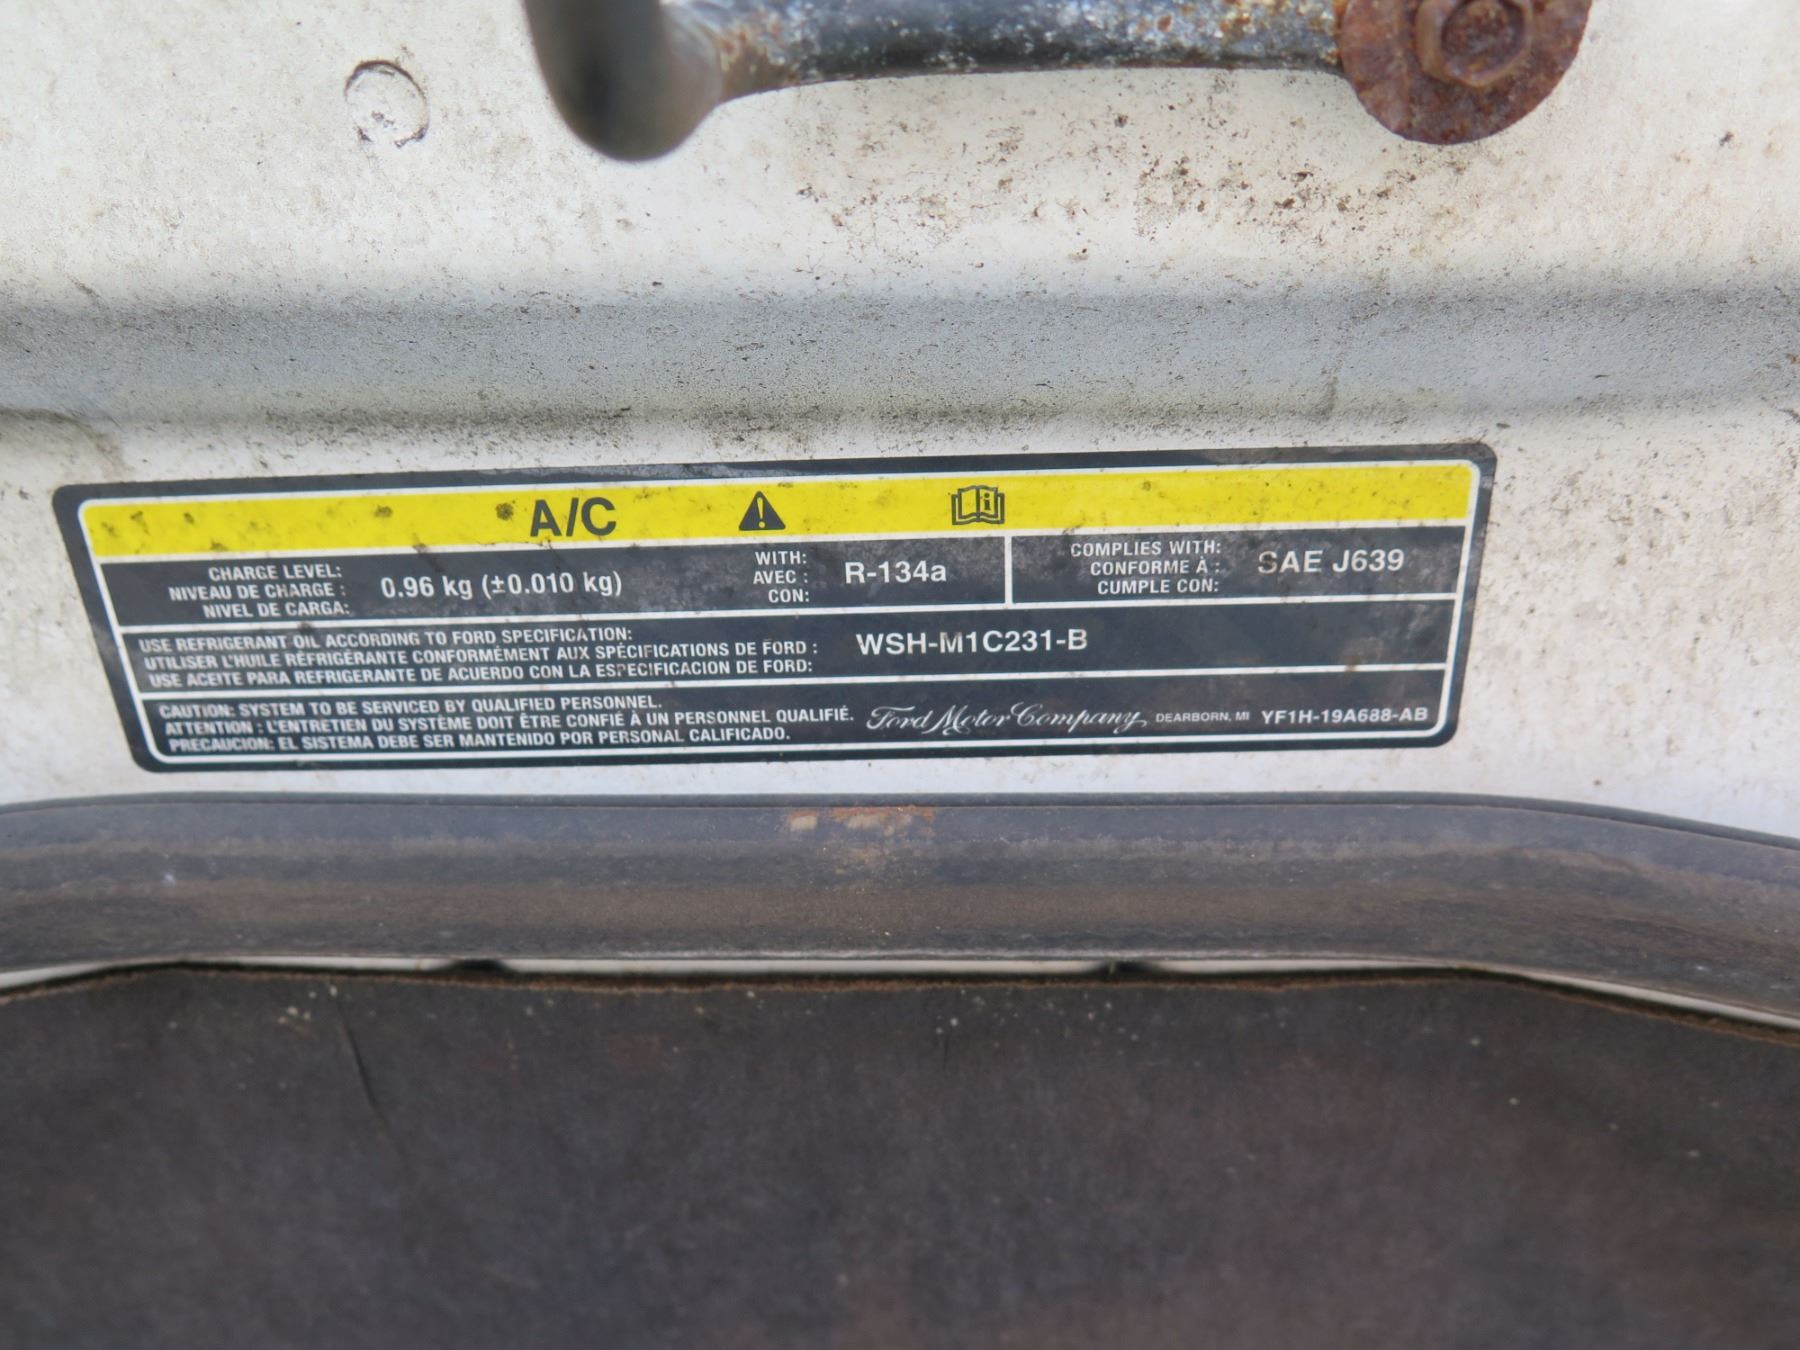 A/C
CHARGE LEVEL:
NIVEAU DE CHARGE :
NIVEL DE CARGA:
0.96 kg (±0.010 kg)
WITH:
AVEC :
CON:
R-134a
COMPLIES WITH:
CONFORME À :
CUMPLE CON:
SAE J639
USE REFRIGERANT OIL ACCORDING TO FORD SPECIFICATION:
UTILISER L'HUILE RÉFRIGÉRANTE CONFORMÉMENT AUX SPÉCIFICATIONS DE FORD :
USE ACEITE PARA REFRIGERANTE DE ACUERDO CON LA ESPECIFICACION DE FORD:
WSH-M1C231-B
CAUTION: SYSTEM TO BE SERVICED BY QUALIFIED PERSONNEL.
ATTENTION : L'ENTRETIEN DU SYSTÈME DOIT ÊTRE CONFIÉ À UN PERSONNEL QUALIFIÉ.
PRECAUCION: EL SISTEMA DEBE SER MANTENIDO POR PERSONAL CALIFICADO.
Ford Motor Company, DEARBORN, MI YF1H-19A688-AB